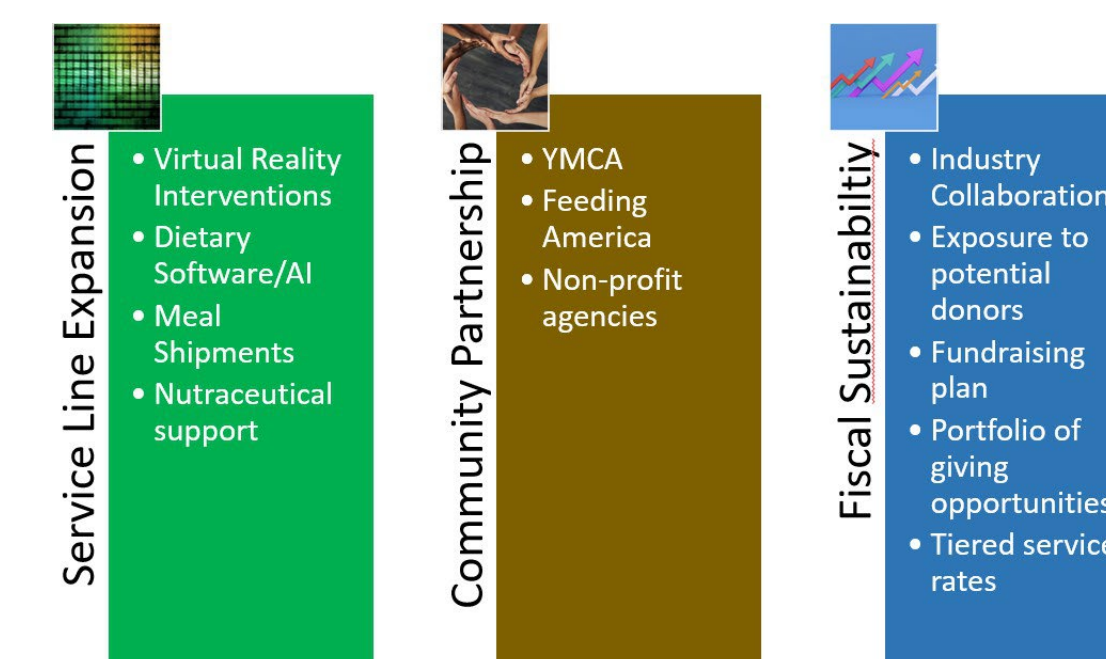 Service Line Expansion
• Virtual Reality
Interventions
• Dietary
Software/AI
• Meal
Shipments
• Nutraceutical
support
Community Partnership
• YMCA
• Feeding
America
• Non-profit
agencies
Fiscal Sustainabiltiy
• Industry
Collaboration
• Exposure to
potential
donors
• Fundraising
plan
• Portfolio of
giving
opportunities
• Tiered service
rates